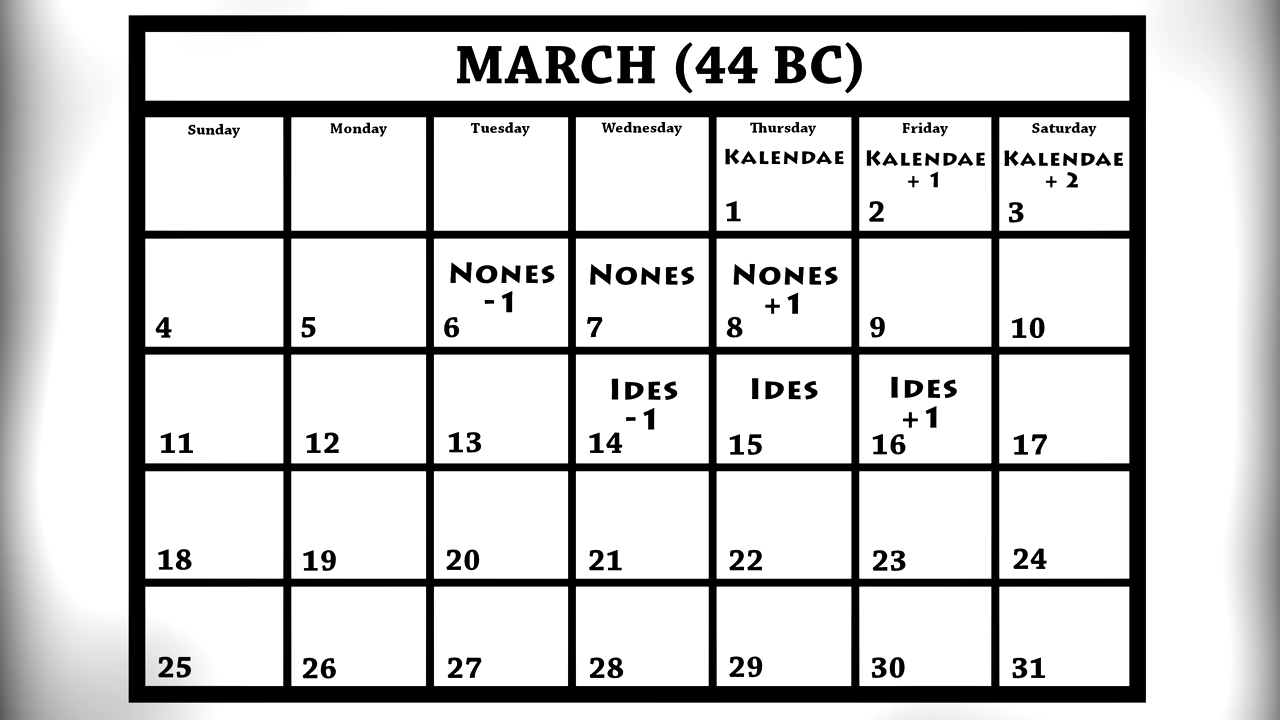 MARCH (44 BC)
Sunday Monday Tuesday Wednesday Thursday Friday Saturday
KALENDAE KALENDAE KALENDAE
+ 1 + 2
1 2 3
NONES NONES NONES
-1 +1
4 5 6 7 8 9 10
IDES IDES IDES
-1 +1
11 12 13 14 15 16 17
18 19 20 21 22 23 24
25 26 27 28 29 30 31